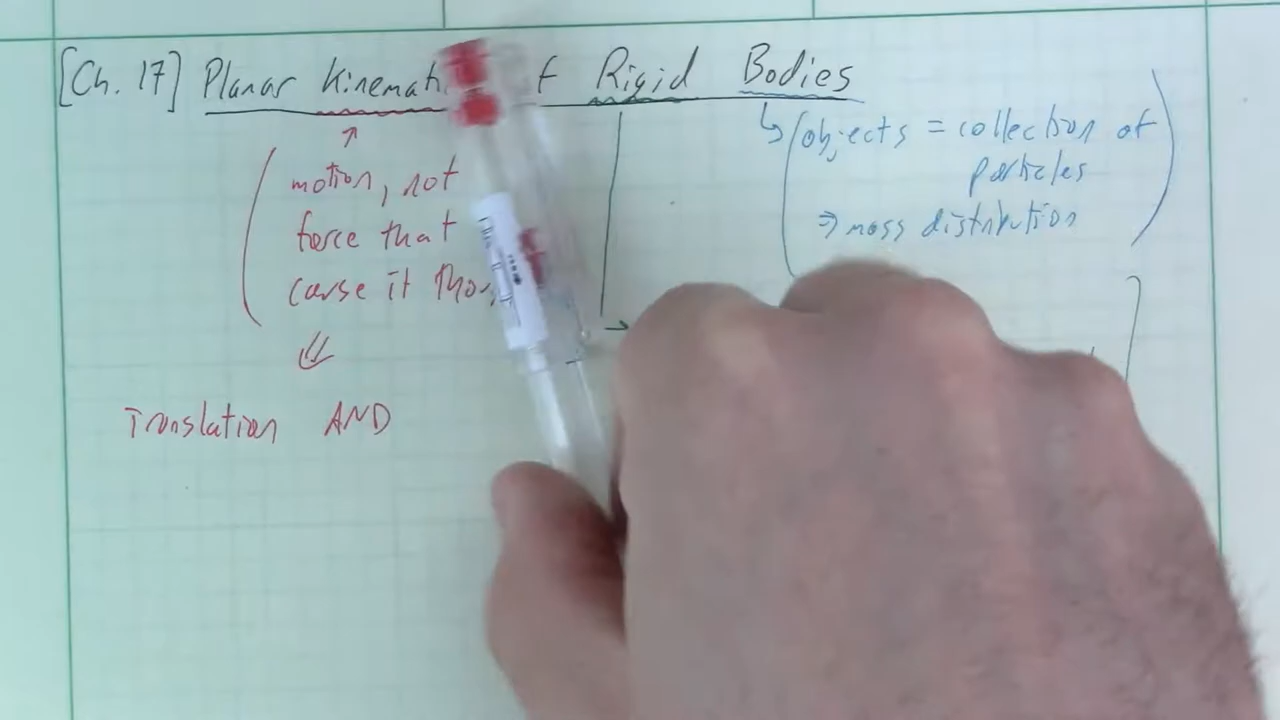 [Ch. 17] Planar Kinemati f Rigid Bodies
motion, not
force that
cause it
Translation AND
(objects = collection of
particles
⇒ mass distribution)